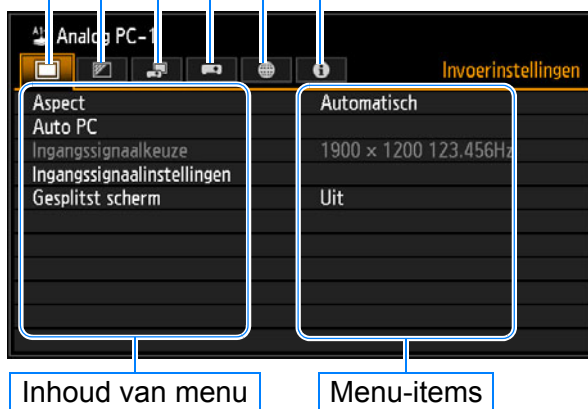 Analog PC-1
Invoerinstellingen
Aspect Automatisch
Auto PC
Ingangssignaalkeuze 1900 × 1200 123.456Hz
Ingangssignaalinstellingen
Gesplitst scherm Uit
Inhoud van menu Menu-items